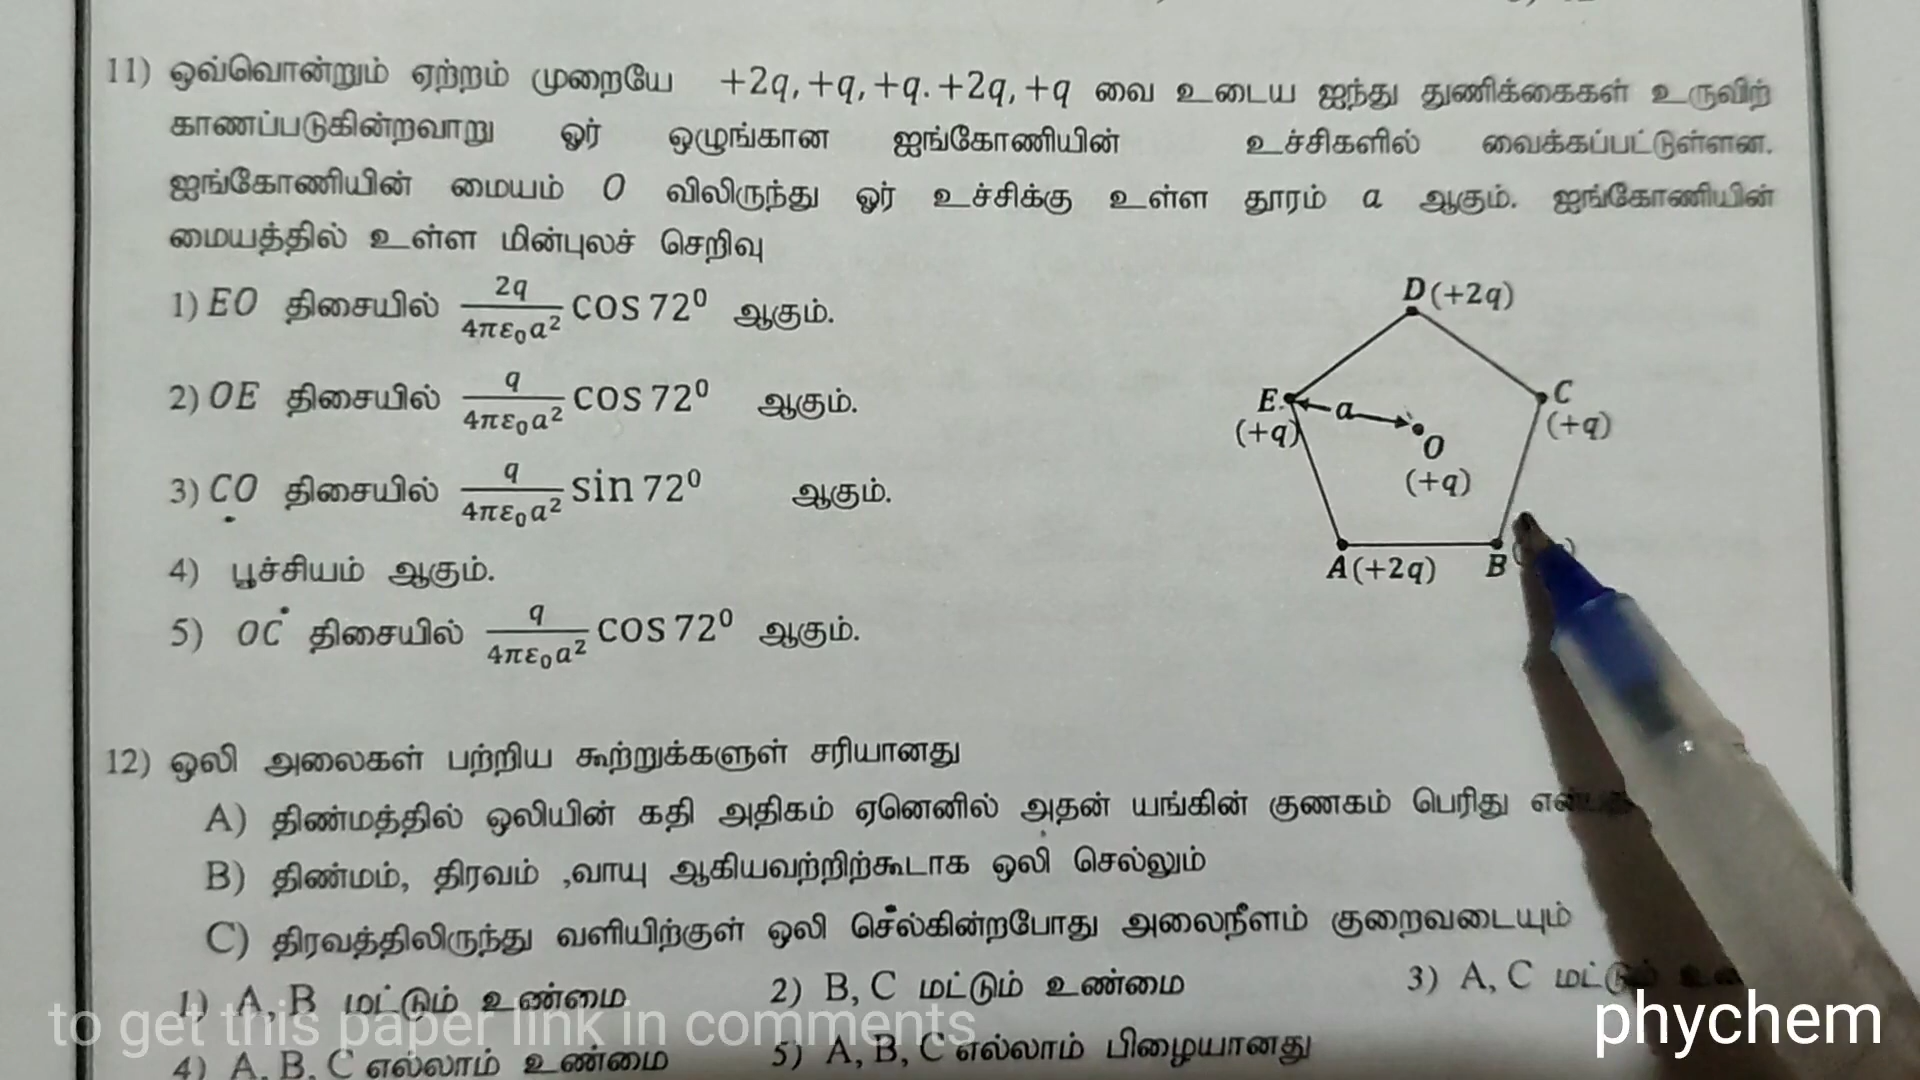 11) ஒவ்வொன்றும் ஏற்றம் முறையே +2q, +q, +q. +2q, +q வை உடைய ஐந்து துணிக்கைகள் உருவிற்
காணப்படுகின்றவாறு ஓர் ஒழுங்கான ஐங்கோணியின் உச்சிகளில் வைக்கப்பட்டுள்ளன.
ஐங்கோணியின் மையம் O விலிருந்து ஓர் உச்சிக்கு உள்ள தூரம் a ஆகும். ஐங்கோணியின்
மையத்தில் உள்ள மின்புலச் செறிவு
1) EO திசையில் 2q/4πε₀a² COS 72⁰ ஆகும்.
2) OE திசையில் q/4πε₀a² COS 72⁰ ஆகும்.
3) CO திசையில் q/4πε₀a² sin 72⁰ ஆகும்.
4) பூச்சியம் ஆகும்.
5) OC திசையில் q/4πε₀a² COS 72⁰ ஆகும்.
D (+2q)
E
(+q)
a
C
(+q)
O
(+q)
A (+2q)
B
12) ஒலி அலைகள் பற்றிய கூற்றுக்களுள் சரியானது
A) திண்மத்தில் ஒலியின் கதி அதிகம் ஏனெனில் அதன் யங்கின் குணகம் பெரிது
B) திண்மம், திரவம் ,வாயு ஆகியவற்றிற்கூடாக ஒலி செல்லும்
C) திரவத்திலிருந்து வளியிற்குள் ஒலி செல்கின்றபோது அலைநீளம் குறைவடையும்
1) A, B மட்டும் உண்மை 2) B, C மட்டும் உண்மை 3) A, C
4) A, B, C எல்லாம் உண்மை 5) A, B, C எல்லாம் பிழையானது
to get this paper link in comments
phychem